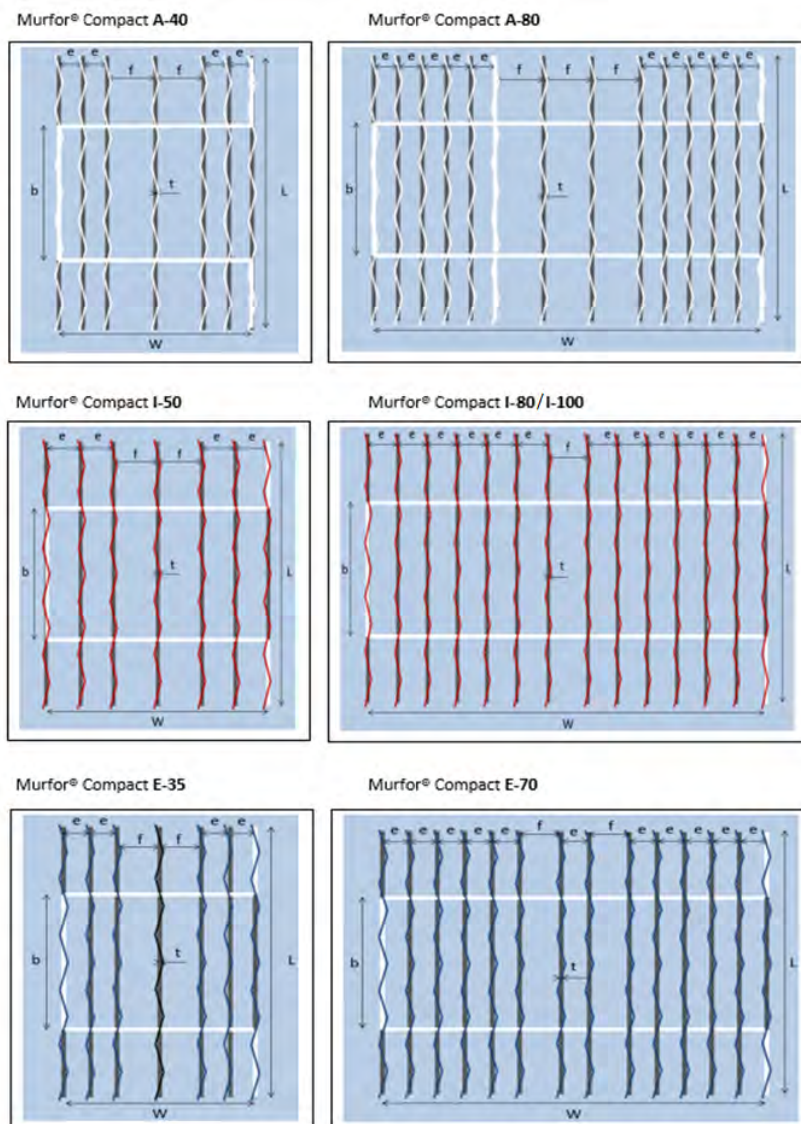 Murfor® Compact A-40
Murfor® Compact A-80
e e f f e e
b t L
W
e e e e e f f f e e e e e
b t L
W
Murfor® Compact I-50
Murfor® Compact I-80/I-100
e e f f e e
b t L
W
e e e e e e f e e e e e e
b t L
W
Murfor® Compact E-35
Murfor® Compact E-70
e e f f e e
b t L
W
e e e e e f e f e e e e e
b t L
W